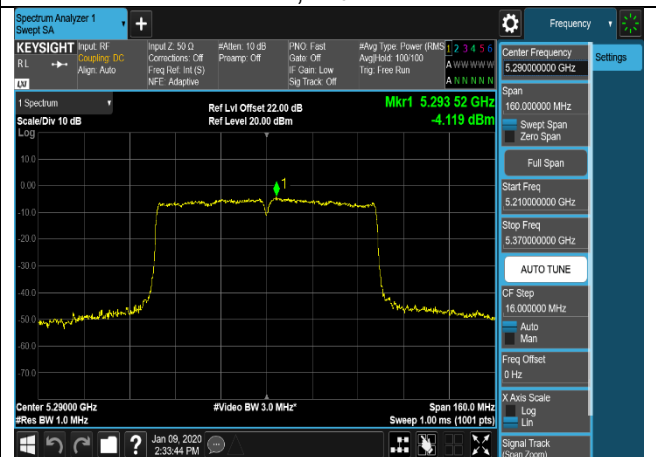 Spectrum Analyzer 1
Swept SA
+
Frequency
KEYSIGHT
RL
Input: RF
Coupling: DC
Align: Auto
Input Z: 50 Ω
Corrections: Off
Freq Ref: Int (S)
NFE: Adaptive
#Atten: 10 dB
Preamp: Off
PNO: Fast
Gate: Off
IF Gain: Low
Sig Track: Off
#Avg Type: Power (RMS
Avg|Hold: 100/100
Trig: Free Run
1 2 3 4 5 6
A W W W W W
A N N N N N
LXI
1 Spectrum
Scale/Div 10 dB
Log
Ref Lvl Offset 22.00 dB
Ref Level 20.00 dBm
Mkr1 5.293 52 GHz
-4.119 dBm
10.0
0.00
-10.0
-20.0
-30.0
-40.0
-50.0
-60.0
-70.0
1
Center 5.29000 GHz
#Res BW 1.0 MHz
#Video BW 3.0 MHz*
Span 160.0 MHz
Sweep 1.00 ms (1001 pts)
?
Jan 09, 2020
2:33:44 PM
Center Frequency
5.290000000 GHz
Settings
Span
160.000000 MHz
Swept Span
Zero Span
Full Span
Start Freq
5.210000000 GHz
Stop Freq
5.370000000 GHz
AUTO TUNE
CF Step
16.000000 MHz
Auto
Man
Freq Offset
0 Hz
X Axis Scale
Log
Lin
Signal Track
(Span Zoom)